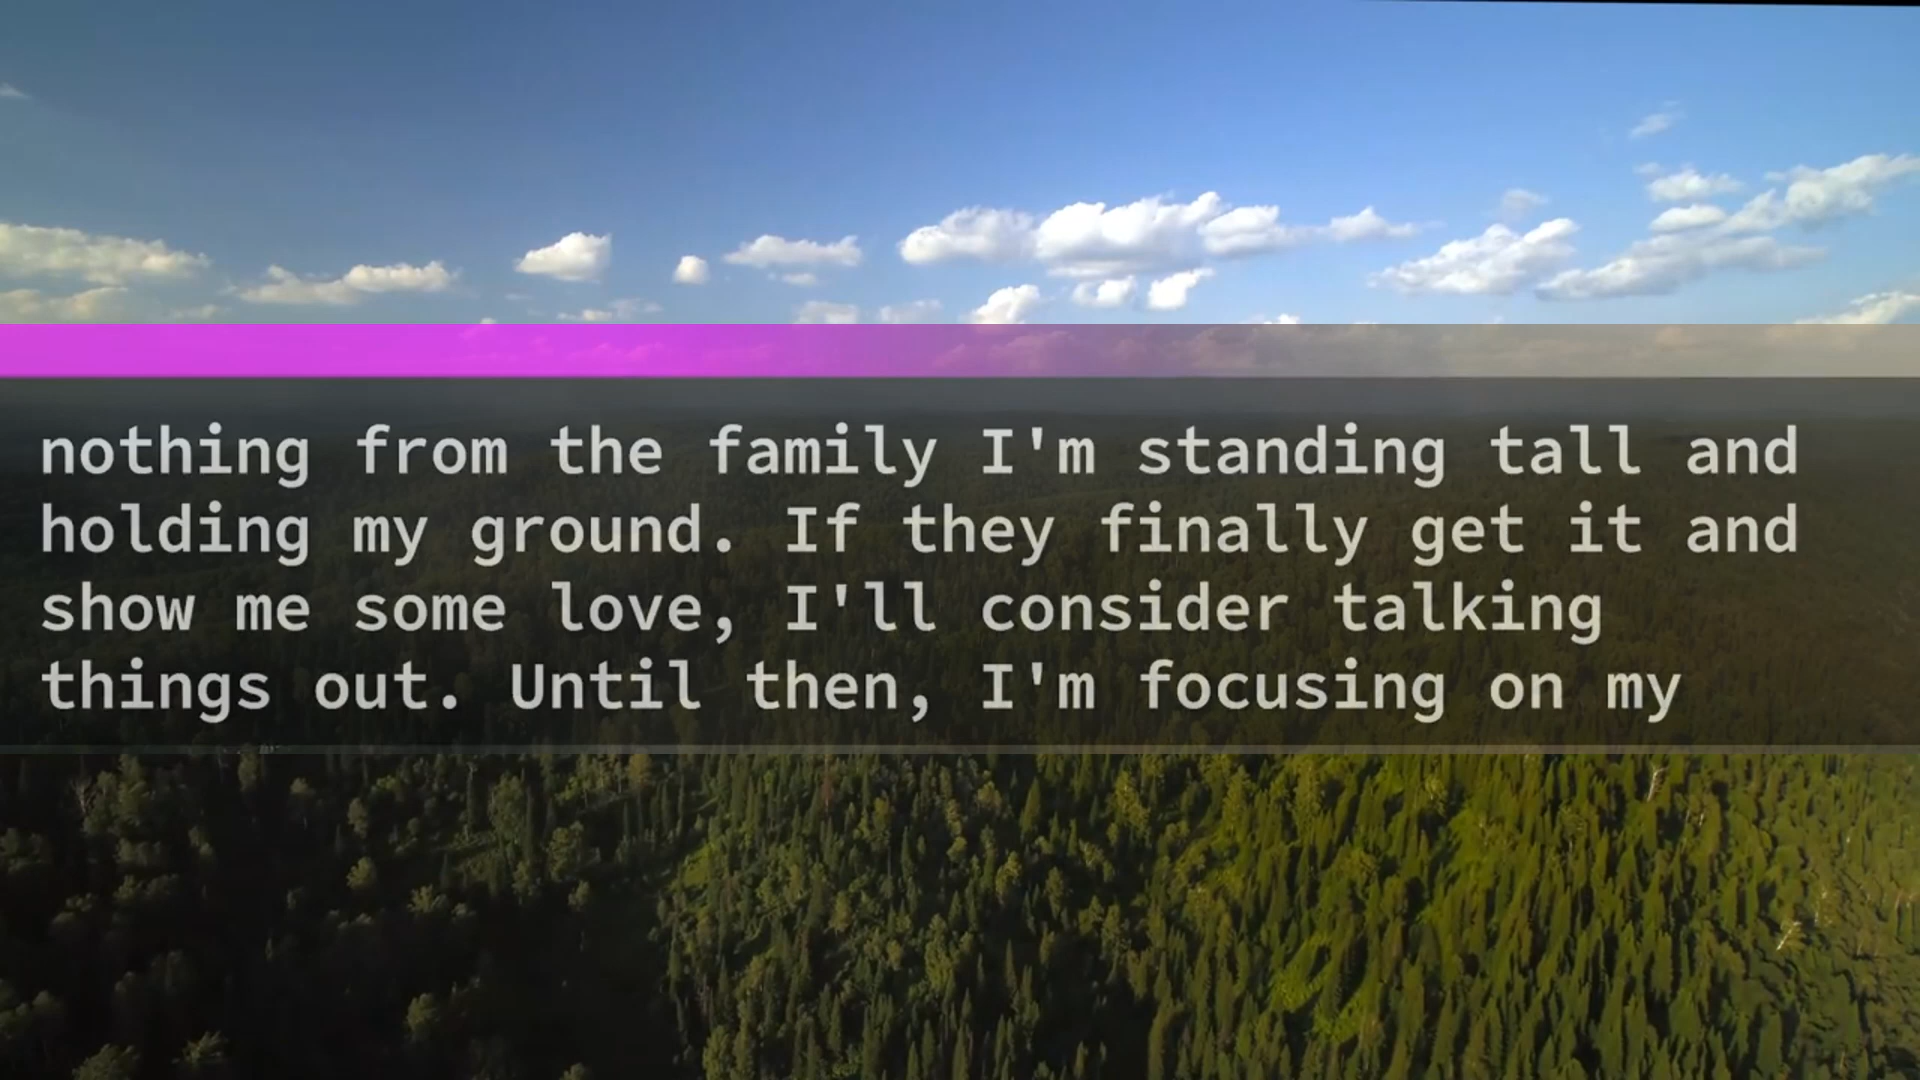 nothing from the family I'm standing tall and
holding my ground. If they finally get it and
show me some love, I'll consider talking
things out. Until then, I'm focusing on my